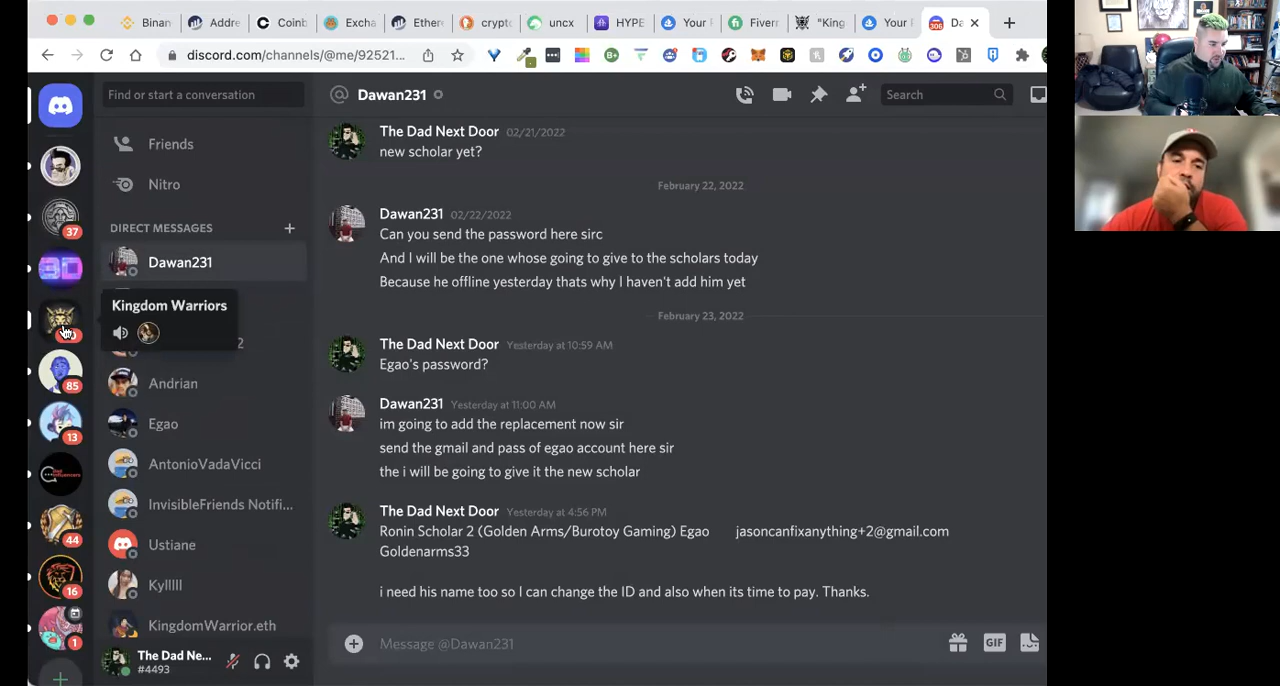 Binan
Addre
Coinb
Excha
Ether
crypto
uncx
HYPE
Your F
Fiverr
"King
Your F
306
Da
discord.com/channels/@me/92521...
Find or start a conversation
@ Dawan231
Search
Friends
Nitro
DIRECT MESSAGES
Dawan231
Kingdom Warriors
2
Andrian
Egao
AntonioVadaVicci
InvisibleFriends Notifi...
Ustiane
Kylllll
KingdomWarrior.eth
The Dad Ne...
#4493
37
85
13
44
16
1
The Dad Next Door 02/21/2022
new scholar yet?
February 22, 2022
Dawan231 02/22/2022
Can you send the password here sirc
And I will be the one whose going to give to the scholars today
Because he offline yesterday thats why I haven't add him yet
February 23, 2022
The Dad Next Door Yesterday at 10:59 AM
Egao's password?
Dawan231 Yesterday at 11:00 AM
im going to add the replacement now sir
send the gmail and pass of egao account here sir
the i will be going to give it the new scholar
The Dad Next Door Yesterday at 4:56 PM
Ronin Scholar 2 (Golden Arms/Burotoy Gaming) Egao jasoncanfixanything+2@gmail.com
Goldenarms33
i need his name too so I can change the ID and also when its time to pay. Thanks.
Message @Dawan231
GIF